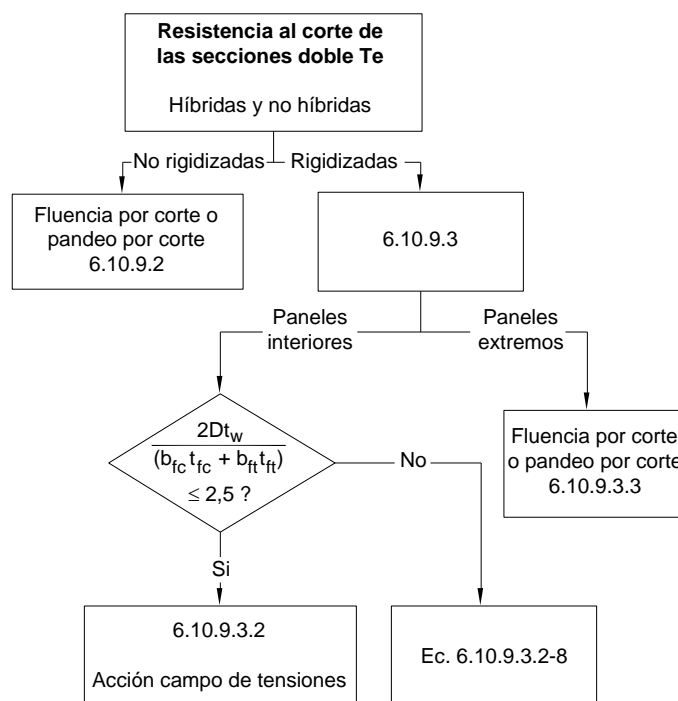 Resistencia al corte de
las secciones doble Te
Híbridas y no híbridas
No rigidizadas
Rigidizadas
Fluencia por corte o
pandeo por corte
6.10.9.2
6.10.9.3
Paneles
interiores
Paneles
extremos
2Dt_w
(b_fc t_fc + b_ft t_ft)
≤ 2,5 ?
No
Fluencia por corte
o pandeo por corte
6.10.9.3.3
Si
6.10.9.3.2
Acción campo de tensiones
Ec. 6.10.9.3.2-8